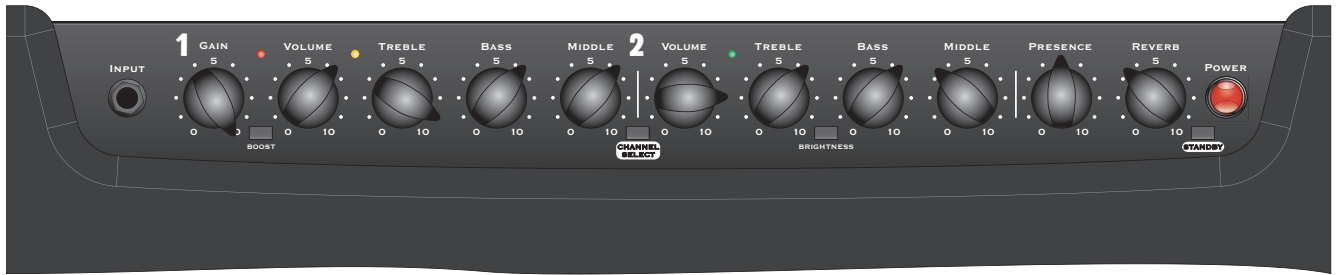 1 GAIN VOLUME TREBLE BASS MIDDLE 2 VOLUME TREBLE BASS MIDDLE PRESENCE REVERB
5 5 5 5 5 5 5 5 5 5 5
INPUT
POWER
0 10 0 10 0 10 0 10 0 10 0 10 0 10 0 10 0 10 0 10 0 10
BOOST
CHANNEL
SELECT
BRIGHTNESS
STANDBY